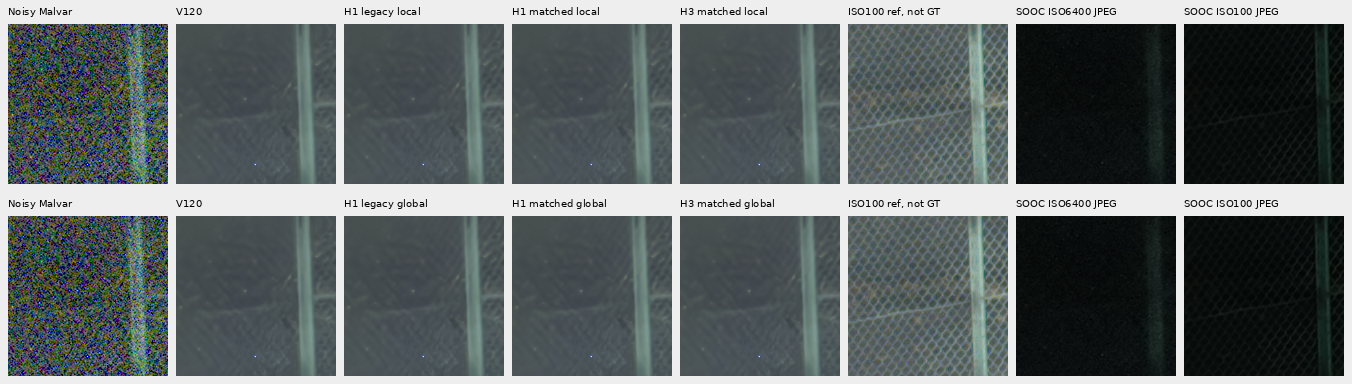 Noisy Malvar V120 H1 legacy local H1 matched local H3 matched local ISO100 ref, not GT SOOC ISO6400 JPEG SOOC ISO100 JPEG
Noisy Malvar V120 H1 legacy global H1 matched global H3 matched global ISO100 ref, not GT SOOC ISO6400 JPEG SOOC ISO100 JPEG